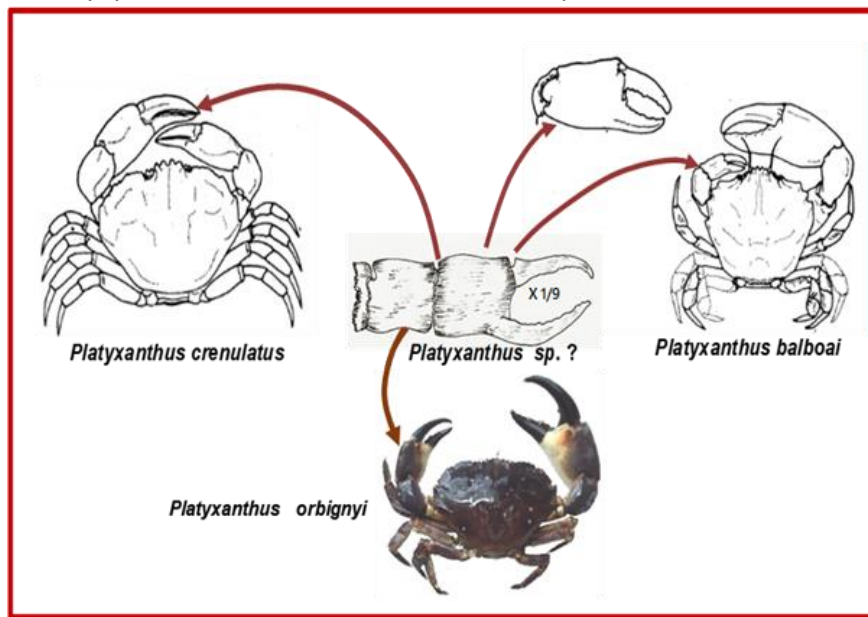 X 1/9
Platyxanthus crenulatus
Platyxanthus sp. ?
Platyxanthus balboai
Platyxanthus orbignyi